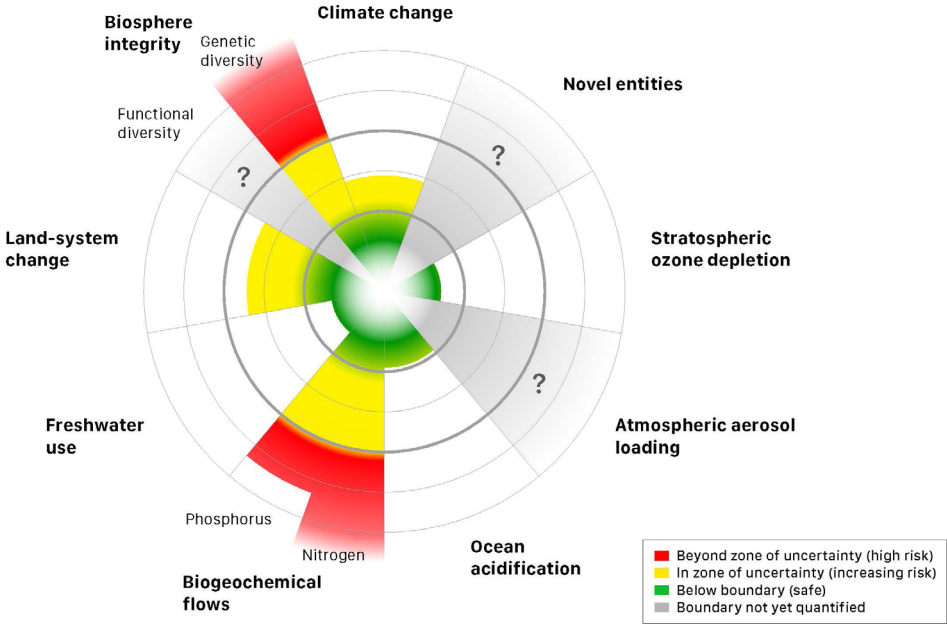 Climate change
Biosphere
integrity
Genetic
diversity
Functional
diversity
Novel entities
?
?
Land-system
change
Stratospheric
ozone depletion
?
Freshwater
use
Atmospheric aerosol
loading
Phosphorus
Nitrogen
Biogeochemical
flows
Ocean
acidification
Beyond zone of uncertainty (high risk)
In zone of uncertainty (increasing risk)
Below boundary (safe)
Boundary not yet quantified